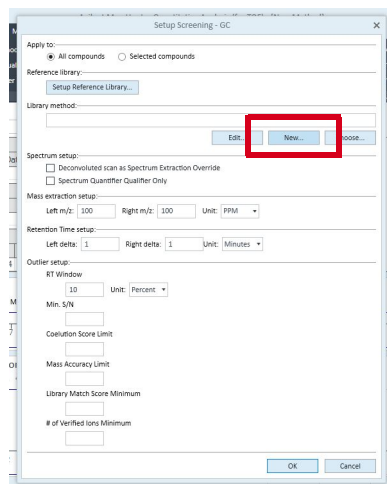 Setup Screening - GC
Apply to:
All compounds Selected compounds
Reference library:
Setup Reference Library...
Library method:
Edit... New... Choose...
Spectrum setup:
Deconvoluted scan as Spectrum Extraction Override
Spectrum Quantifier Qualifier Only
Mass extraction setup:
Left m/z: 100 Right m/z: 100 Unit: PPM
Retention Time setup:
Left delta: 1 Right delta: 1 Unit: Minutes
Outlier setup:
RT Window
10 Unit: Percent
Min. S/N
Coelution Score Limit
Mass Accuracy Limit
Library Match Score Minimum
# of Verified Ions Minimum
OK Cancel